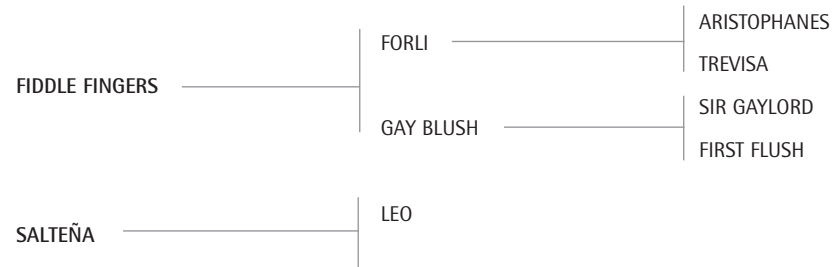 ARISTOPHANES
FORLI
TREVISA
FIDDLE FINGERS
SIR GAYLORD
GAY BLUSH
FIRST FLUSH
LEO
SALTEÑA